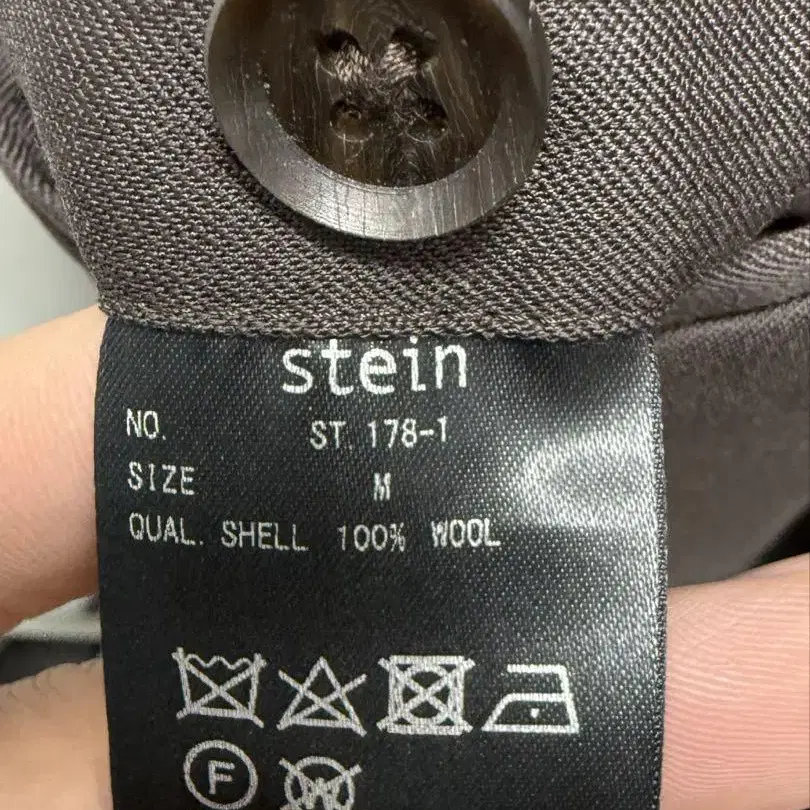 stein
NO. ST. 178-1
SIZE M
QUAL. SHELL 100% WOOL
F W